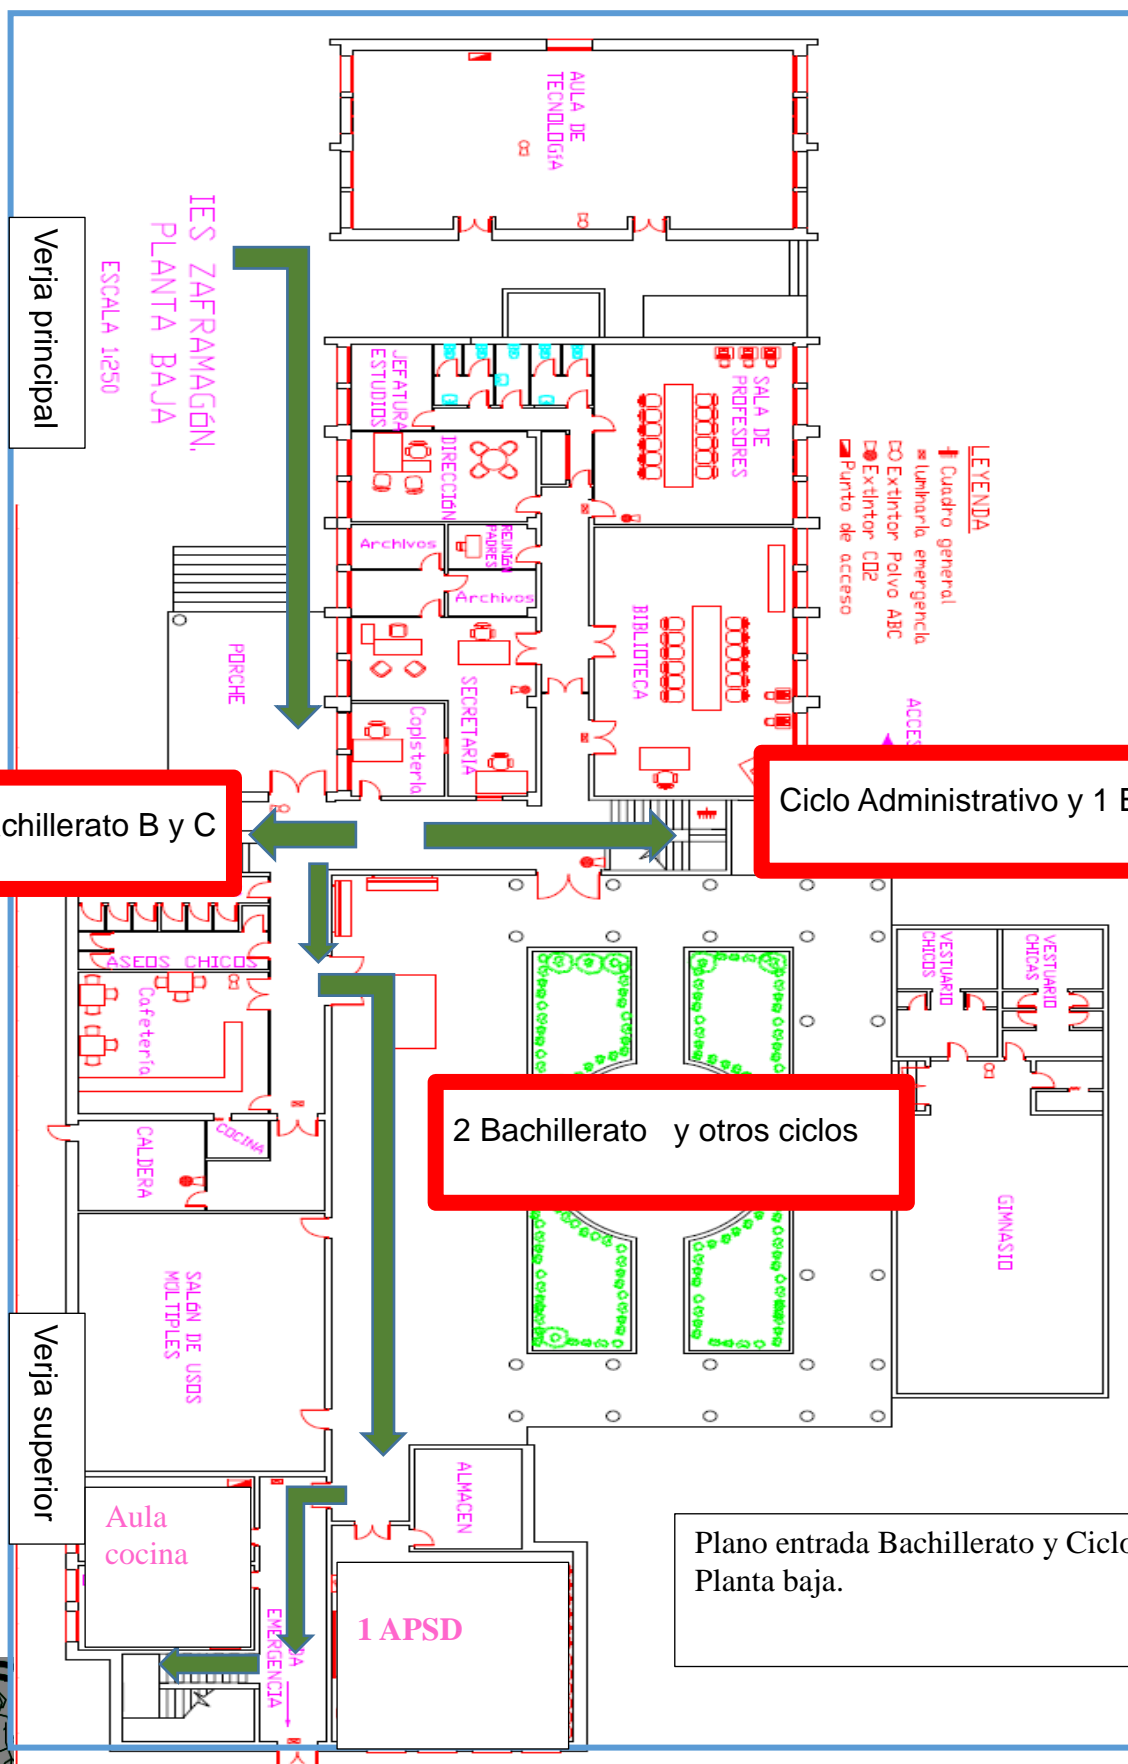 AULA DE
TECNOLOGÍA
IES ZAFRAMAGÓN.
PLANTA BAJA
ESCALA 1:250
Verja principal
JEFATURA
ESTUDIOS
SALA DE
PROFESORES
DIRECCIÓN
LEYENDA
Cuadro general
luminaria emergencia
Extintor Polvo ABC
Extintor CO2
Punto de acceso
Archivos
REUNIÓN
PADRES
Archivos
BIBLIOTECA
PORCHE
SECRETARIA
Copistería
ACCES
chillerato B y C
Ciclo Administrativo y 1 B
ASEOS CHICOS
Cafetería
VESTUARIO
CHICOS
VESTUARIO
CHICAS
COCINA
CALDERA
2 Bachillerato y otros ciclos
GIMNASIO
SALÓN DE USOS
MÚLTIPLES
Verja superior
ALMACEN
Aula
cocina
1 APSD
EMERGENCIA
Plano entrada Bachillerato y Ciclo
Planta baja.